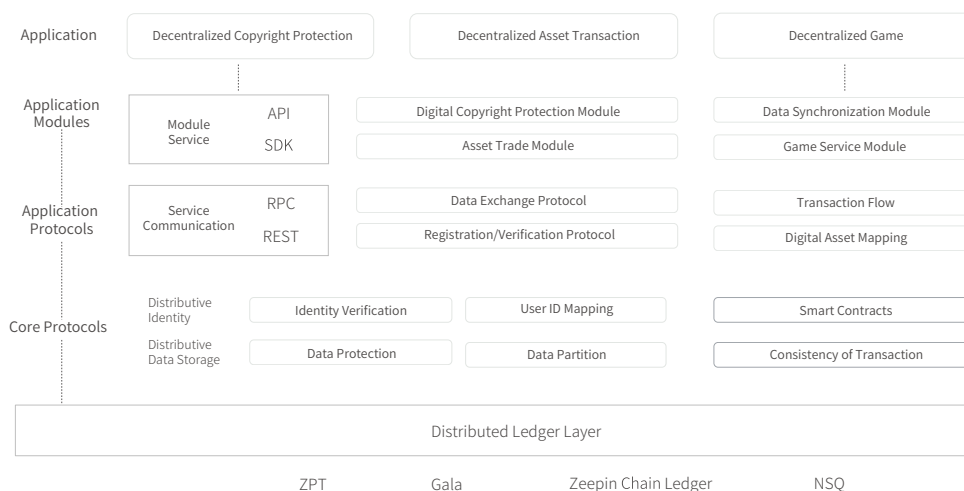 Application
Decentralized Copyright Protection
Decentralized Asset Transaction
Decentralized Game
Application
Modules
Module
Service
API
SDK
Digital Copyright Protection Module
Data Synchronization Module
Asset Trade Module
Game Service Module
Application
Protocols
Service
Communication
RPC
REST
Data Exchange Protocol
Transaction Flow
Registration/Verification Protocol
Digital Asset Mapping
Core Protocols
Distributive
Identity
Identity Verification
User ID Mapping
Smart Contracts
Distributive
Data Storage
Data Protection
Data Partition
Consistency of Transaction
Distributed Ledger Layer
ZPT
Gala
Zeepin Chain Ledger
NSQ